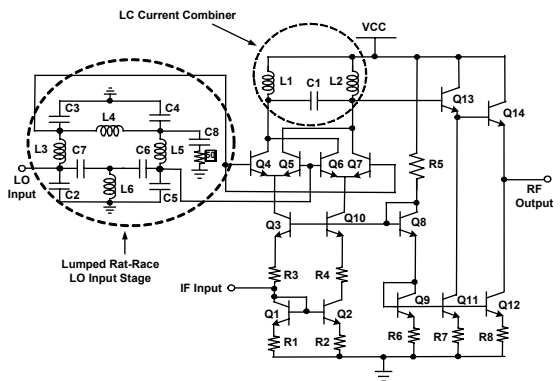 LC Current Combiner
VCC
L1
C1
L2
Q13
Q14
C3
C4
L4
C8
50
L3
C7
C6
L5
Q4
Q5
Q6
Q7
R5
LO
Input
L6
C2
C5
RF
Output
Q3
Q10
Q8
Lumped Rat-Race
LO Input Stage
R3
R4
IF Input
Q1
Q2
Q9
Q11
Q12
R1
R2
R6
R7
R8